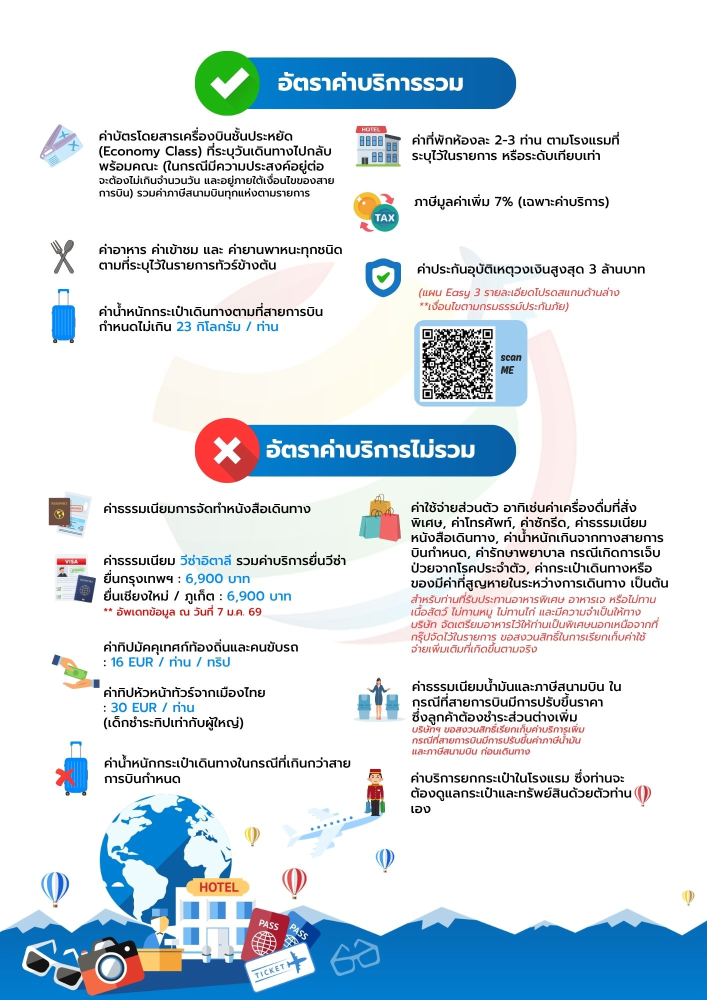 อัตราค่าบริการรวม
ค่าบัตรโดยสารเครื่องบินชั้นประหยัด
(Economy Class) ที่ระบุวันเดินทางไปกลับ
พร้อมคณะ (ในกรณีมีความประสงค์อยู่ต่อ
จะต้องไม่เกินจำนวนวัน และอยู่ภายใต้เงื่อนไขของสาย
การบิน) รวมค่าภาษีสนามบินทุกแห่งตามรายการ
ค่าอาหาร ค่าเข้าชม และ ค่ายานพาหนะทุกชนิด
ตามที่ระบุไว้ในรายการทัวร์ข้างต้น
ค่าน้ำหนักกระเป๋าเดินทางตามที่สายการบิน
กำหนดไม่เกิน 23 กิโลกรัม / ท่าน
HOTEL
ค่าที่พักห้องละ 2-3 ท่าน ตามโรงแรมที่
ระบุไว้ในรายการ หรือระดับเทียบเท่า
TAX
ภาษีมูลค่าเพิ่ม 7% (เฉพาะค่าบริการ)
ค่าประกันอุบัติเหตุวงเงินสูงสุด 3 ล้านบาท
(แผน Easy 3 รายละเอียดโปรดสแกนด้านล่าง
**เงื่อนไขตามกรมธรรม์ประกันภัย)
scan
ME
อัตราค่าบริการไม่รวม
PASSPORT
APPROVED
ค่าธรรมเนียมการจัดทำหนังสือเดินทาง
VISA
APPROVED
PASSPORT
ค่าธรรมเนียม วีซ่าอิตาลี รวมค่าบริการยื่นวีซ่า
ยื่นกรุงเทพฯ : 6,900 บาท
ยื่นเชียงใหม่ / ภูเก็ต : 6,900 บาท
** อัพเดทข้อมูล ณ วันที่ 7 ม.ค. 69
ค่าทิปมัคคุเทศก์ท้องถิ่นและคนขับรถ
: 16 EUR / ท่าน / ทริป
ค่าทิปหัวหน้าทัวร์จากเมืองไทย
: 30 EUR / ท่าน
(เด็กชำระทิปเท่ากับผู้ใหญ่)
ค่าน้ำหนักกระเป๋าเดินทางในกรณีที่เกินกว่าสาย
การบินกำหนด
ค่าใช้จ่ายส่วนตัว อาทิเช่นค่าเครื่องดื่มที่สั่ง
พิเศษ, ค่าโทรศัพท์, ค่าซักรีด, ค่าธรรมเนียม
หนังสือเดินทาง, ค่าน้ำหนักเกินจากทางสายการ
บินกำหนด, ค่ารักษาพยาบาล กรณีเกิดการเจ็บ
ป่วยจากโรคประจำตัว, ค่ากระเป๋าเดินทางหรือ
ของมีค่าที่สูญหายในระหว่างการเดินทาง เป็นต้น
สำหรับท่านที่รับประทานอาหารพิเศษ อาหารเจ หรือไม่ทาน
เนื้อสัตว์ ไม่ทานหมู ไม่ทานไก่ และมีความจำเป็นให้ทาง
บริษัท จัดเตรียมอาหารไว้ให้ท่านเป็นพิเศษนอกเหนือจากที่
กรุ๊ปจัดไว้ในรายการ ขอสงวนสิทธิ์ในการเรียกเก็บค่าใช้
จ่ายเพิ่มเติมที่เกิดขึ้นตามจริง
ค่าธรรมเนียมน้ำมันและภาษีสนามบิน ใน
กรณีที่สายการบินมีการปรับขึ้นราคา
ซึ่งลูกค้าต้องชำระส่วนต่างเพิ่ม
บริษัทฯ ขอสงวนสิทธิ์เรียกเก็บค่าบริการเพิ่ม
กรณีที่สายการบินมีการปรับขึ้นค่าภาษีน้ำมัน
และภาษีสนามบิน ก่อนเดินทาง
ค่าบริการยกกระเป๋าในโรงแรม ซึ่งท่านจะ
ต้องดูแลกระเป๋าและทรัพย์สินด้วยตัวท่าน
เอง
HOTEL
PASS
PASS
TICKET